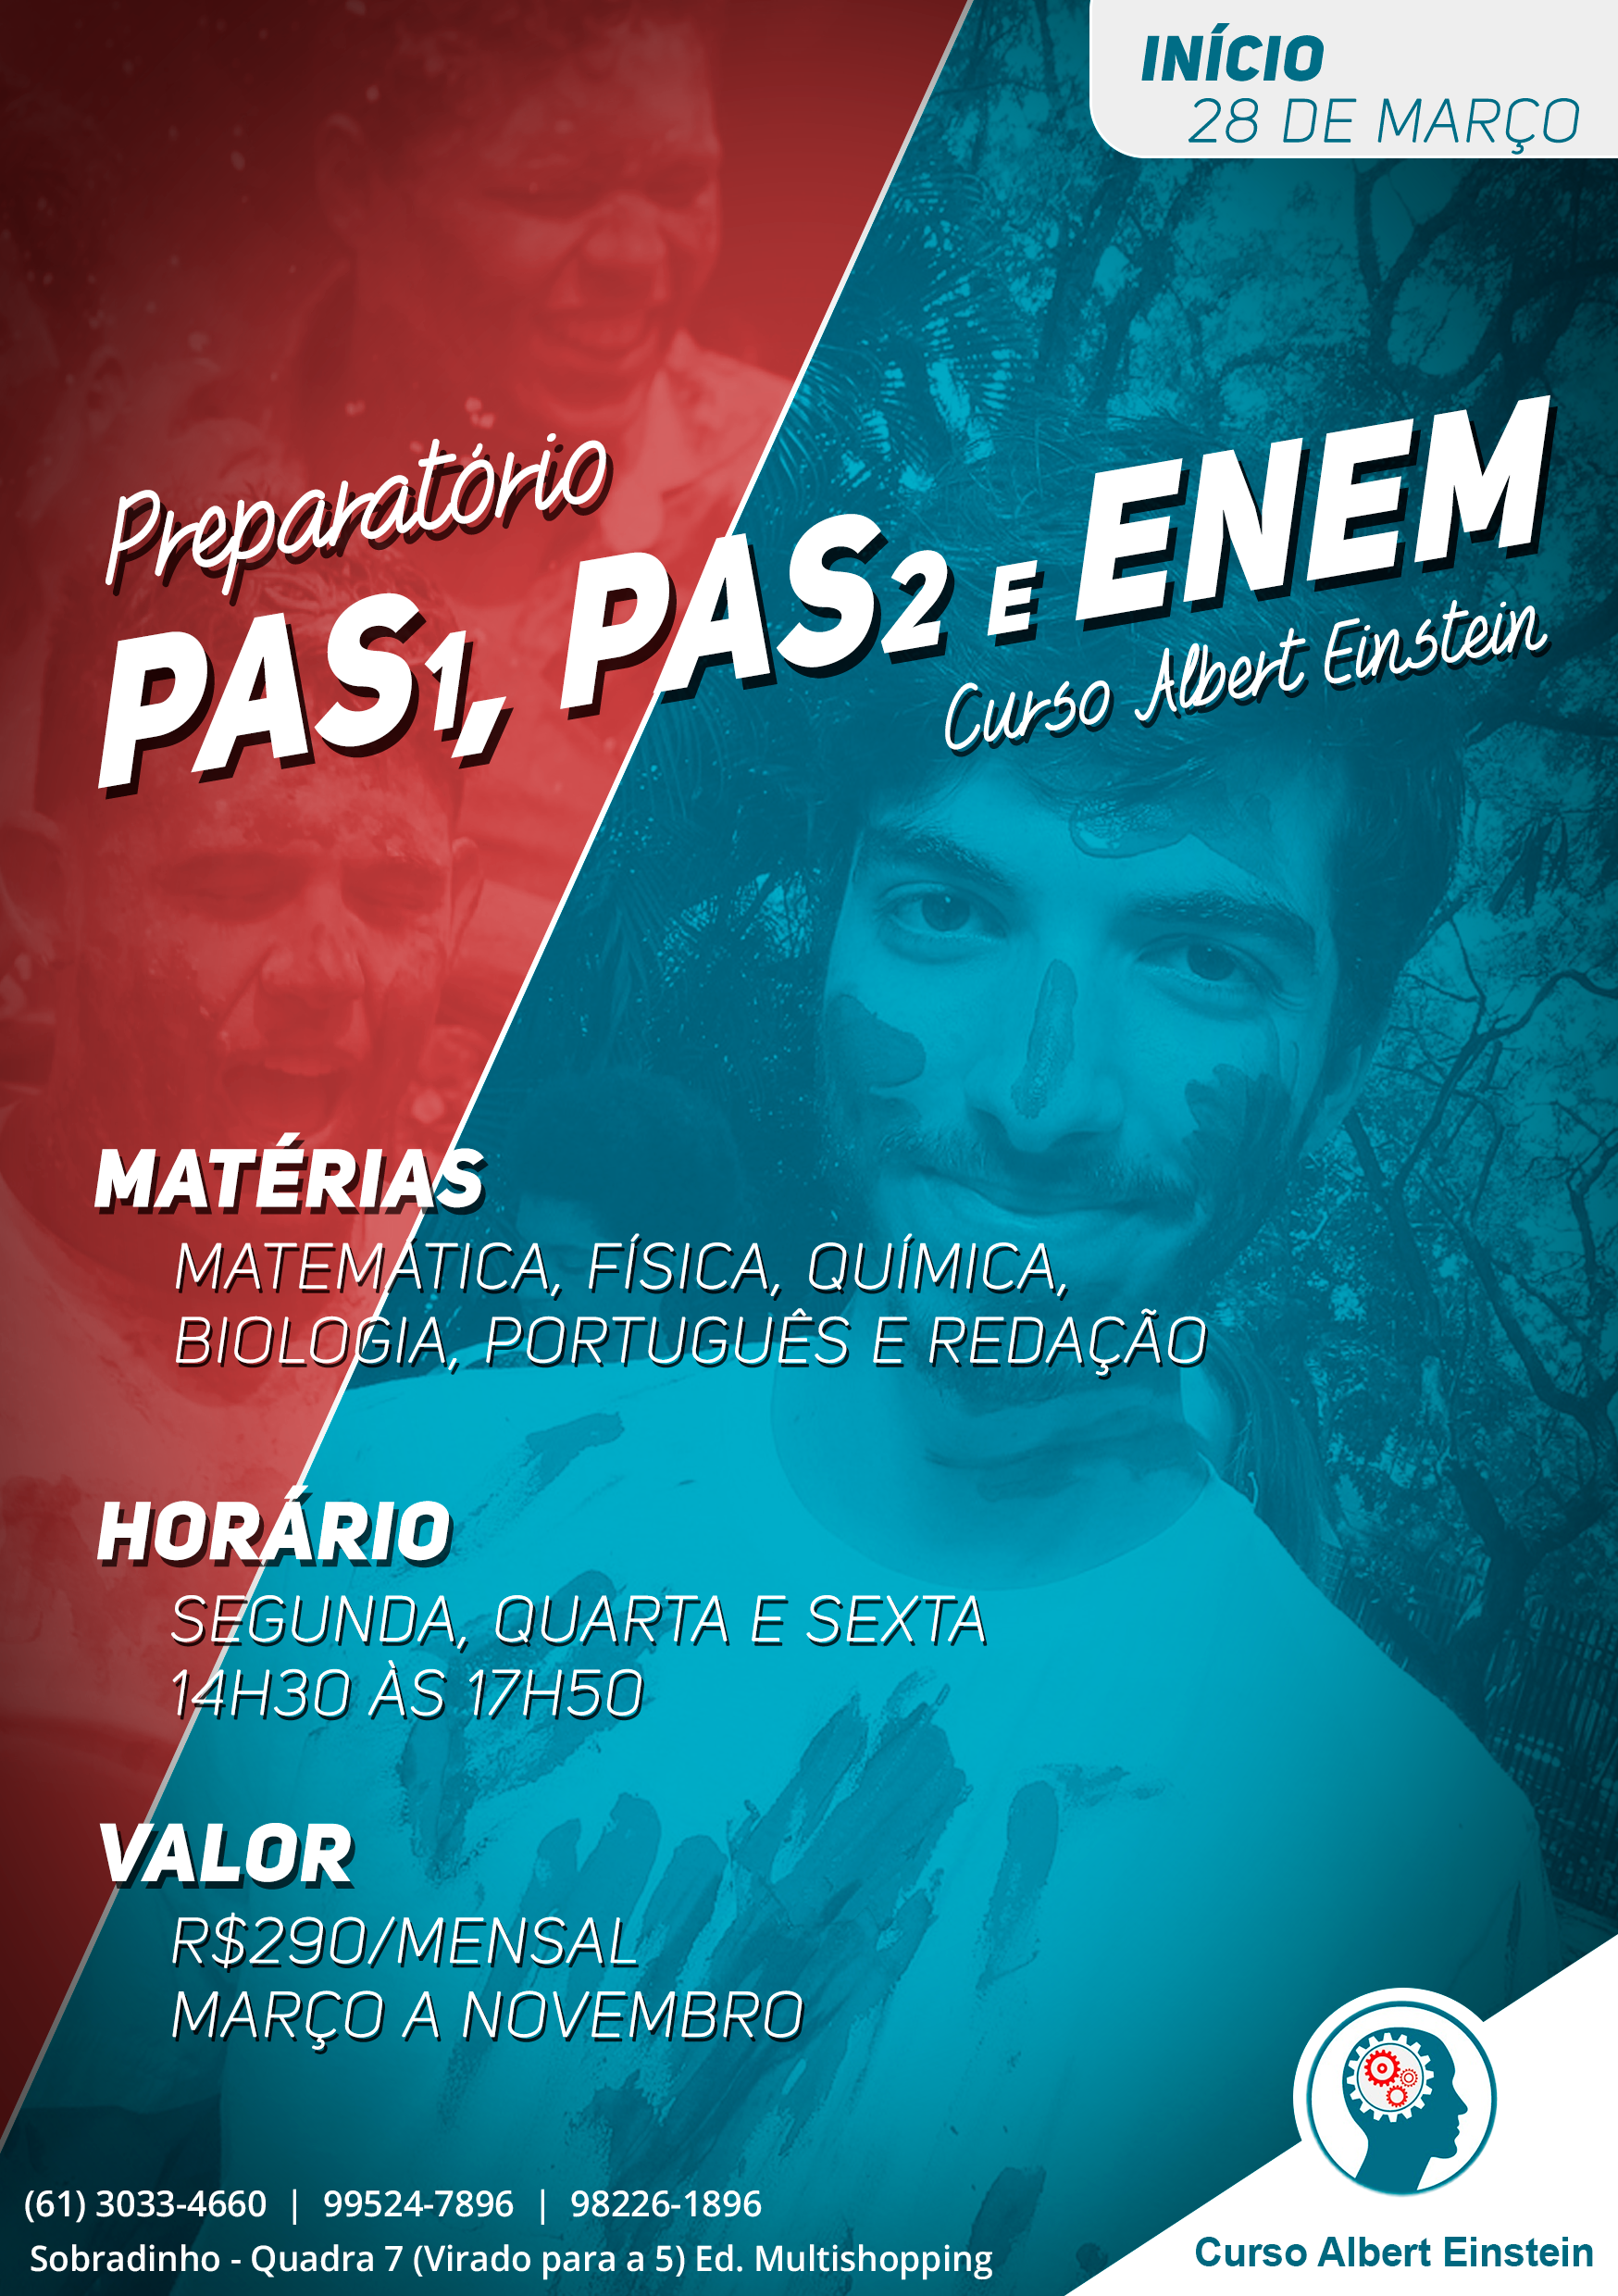 INÍCIO
28 DE MARÇO
Preparatório
PAS1, PAS2 E ENEM
Curso Albert Einstein
MATÉRIAS
MATEMÁTICA, FÍSICA, QUÍMICA,
BIOLOGIA, PORTUGUÊS E REDAÇÃO
HORÁRIO
SEGUNDA, QUARTA E SEXTA
14H30 ÀS 17H50
VALOR
R$290/MENSAL
MARÇO A NOVEMBRO
(61) 3033-4660 | 99524-7896 | 98226-1896
Sobradinho - Quadra 7 (Virado para a 5) Ed. Multishopping
Curso Albert Einstein